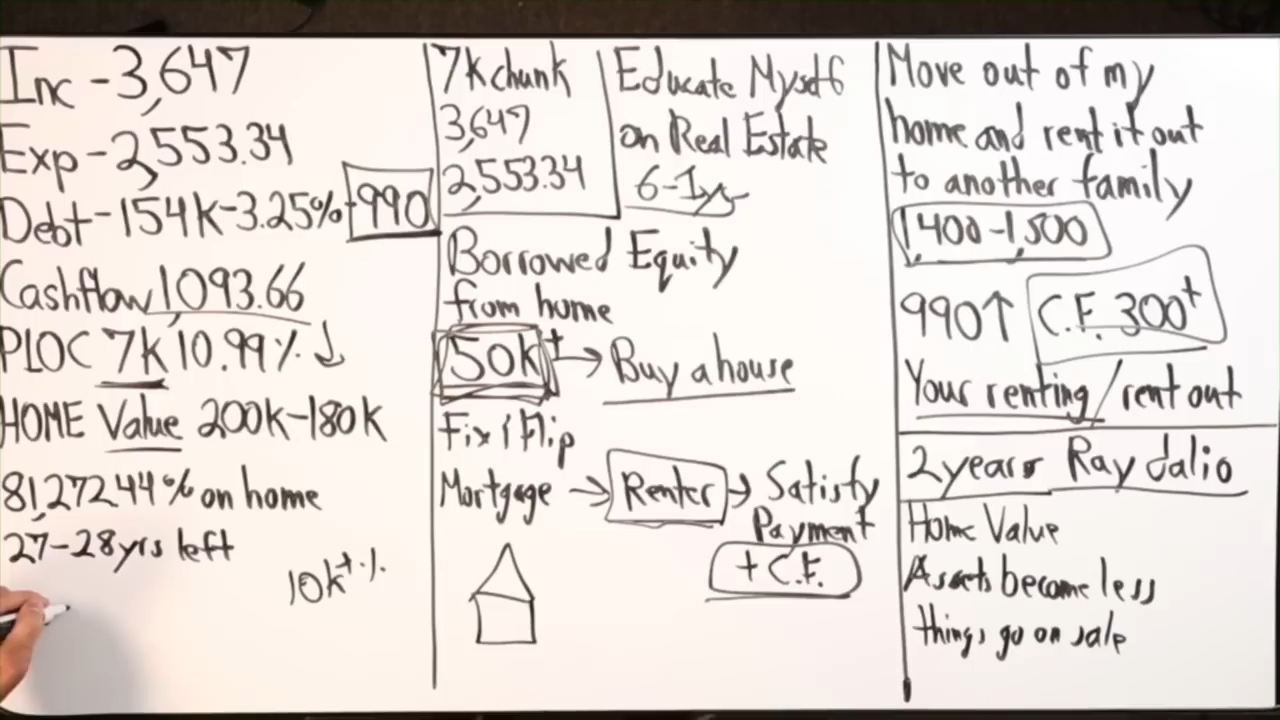 Inc - 3,647
Exp - 2,553.34
Debt - 154K - 3.25% - 990
Cashflow 1,093.66
PLOC 7K 10.99% ↓
HOME Value 200K-180K
81,272.44 % on home
27-28yrs left
10K+ %
7K chunk
3,647
2,553.34
Educate Myself
on Real Estate
6-1yr
Borrowed Equity
from home
50K+ → Buy a house
Fix & Flip
Mortgage → Renter → Satisfy
Payment
+ C.F.
Move out of my
home and rent it out
to another family
1,400-1,500
990↑ C.F. 300+
Your renting / rent out
2 years Ray dalio
Home Value
Assets become less
things go on sale